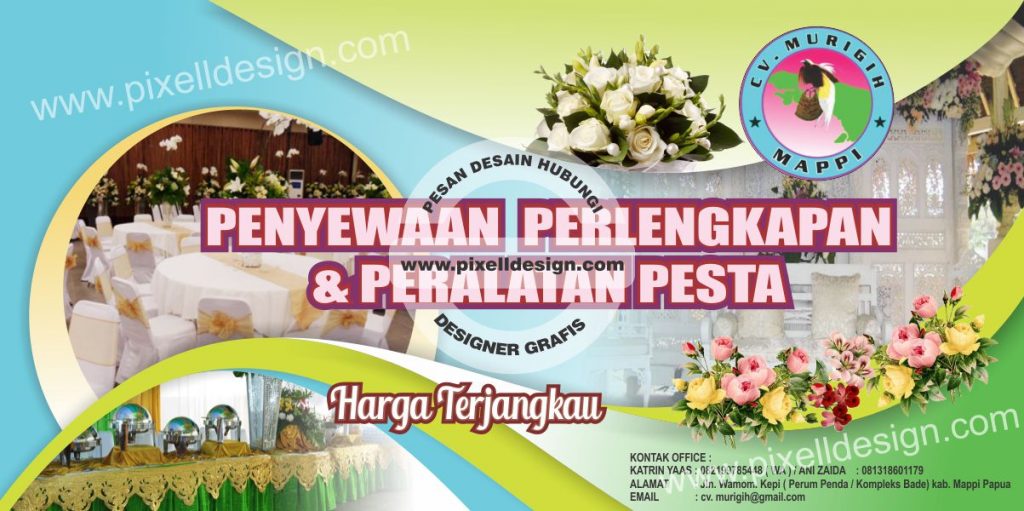 www.pixelldesign.com
CV. MURIGIH
MAPPI
PESAN DESAIN HUBUNGI
PENYEWAAN PERLENGKAPAN
www.pixelldesign.com
& PERALATAN PESTA
DESIGNER GRAFIS
Harga Terjangkau
www.pixelldesign.com
KONTAK OFFICE :
KATRIN YAAS : 082199785448 ( WA ) / ANI ZAIDA : 081318601179
ALAMAT : Jln. Wamom. Kepi ( Perum Penda / Kompleks Bade) kab. Mappi Papua
EMAIL : cv. murigih@gmail.com